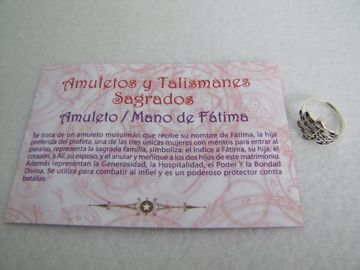 Amuletos y Talismanes
Sagrados
Amuleto / Mano de Fátima
Se trata de un amuleto musulmán que recibe su nombre de Fátima, la hija
preferida del profeta, una de las tres únicas mujeres con méritos para entrar al
paraíso, representa la sagrada família, simboliza: el índice a Fátima, su hija; el
corazón, a Alí, su esposo, y el anular y meñique a los dos hijos de este matrimonio.
Además representan la Generosidad, la Hospitalidad, el Poder Y la Bondad
Divina. Se utiliza para combatir al infiel y es un poderoso protector contra
batallas.